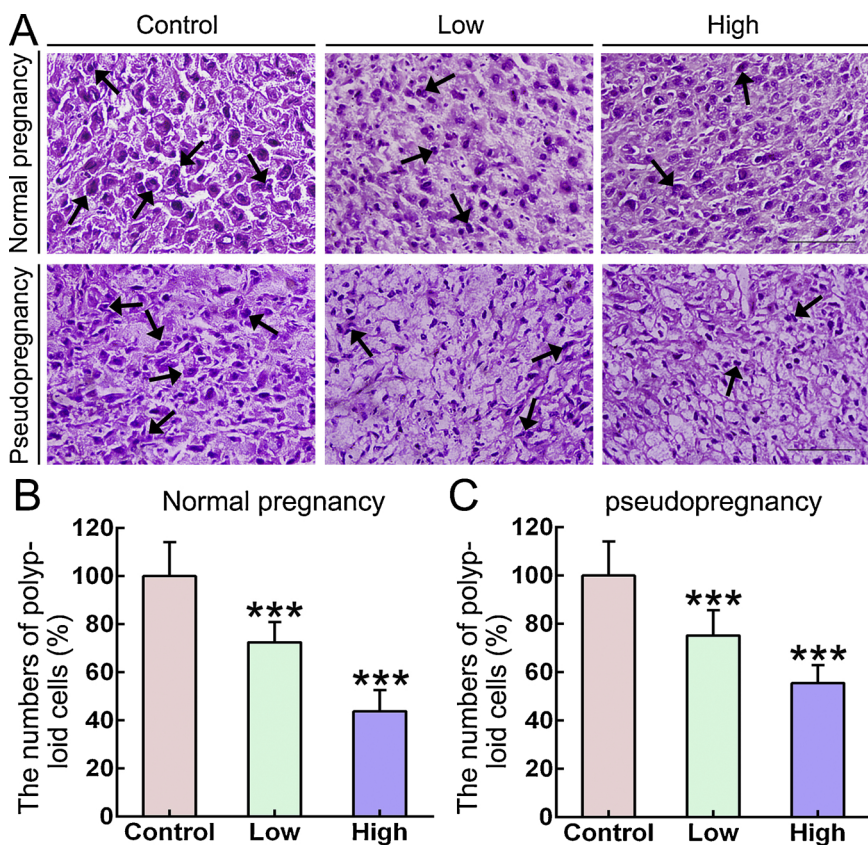 A
Control
Low
High
Normal pregnancy
Pseudopregnancy
B
Normal pregnancy
The numbers of polyp-
loid cells (%)
120
100
80
60
40
20
0
***
***
Control
Low
High
C
pseudopregnancy
The numbers of polyp-
loid cells (%)
120
100
80
60
40
20
0
***
***
Control
Low
High